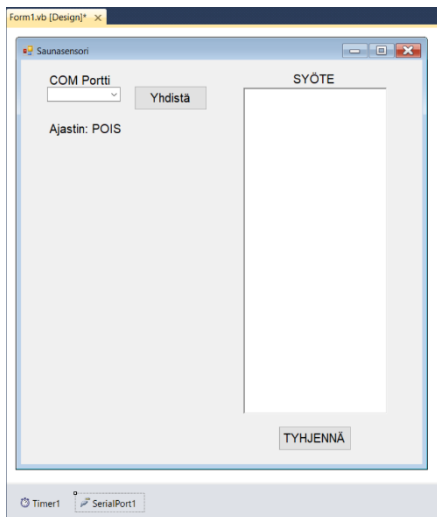 Form1.vb [Design]*
Saunasensori
COM Portti
Yhdistä
Ajastin: POIS
SYÖTE
TYHJENNÄ
Timer1
SerialPort1